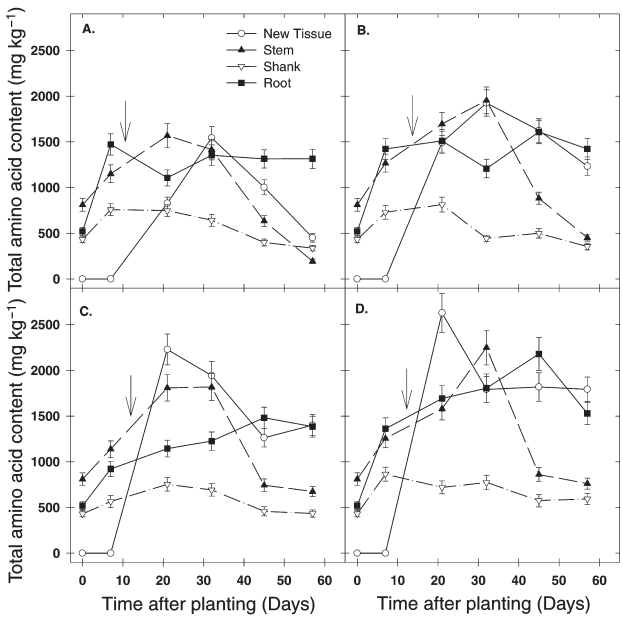 A.
New Tissue
Stem
Shank
Root
B.
Total amino acid content (mg kg⁻¹)
2500
2000
1500
1000
500
0
C.
D.
Total amino acid content (mg kg⁻¹)
2500
2000
1500
1000
500
0
0 10 20 30 40 50 60
0 10 20 30 40 50 60
Time after planting (Days)
Time after planting (Days)